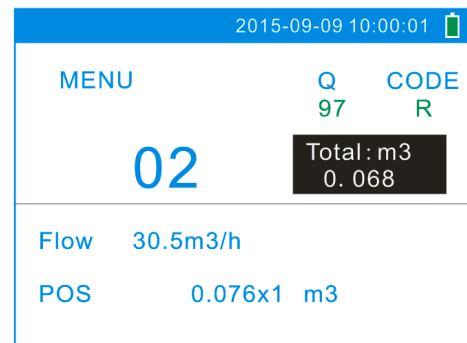 2015-09-09 10:00:01
MENU Q CODE
97 R
02 Total: m3
0.068
Flow 30.5m3/h
POS 0.076x1 m3